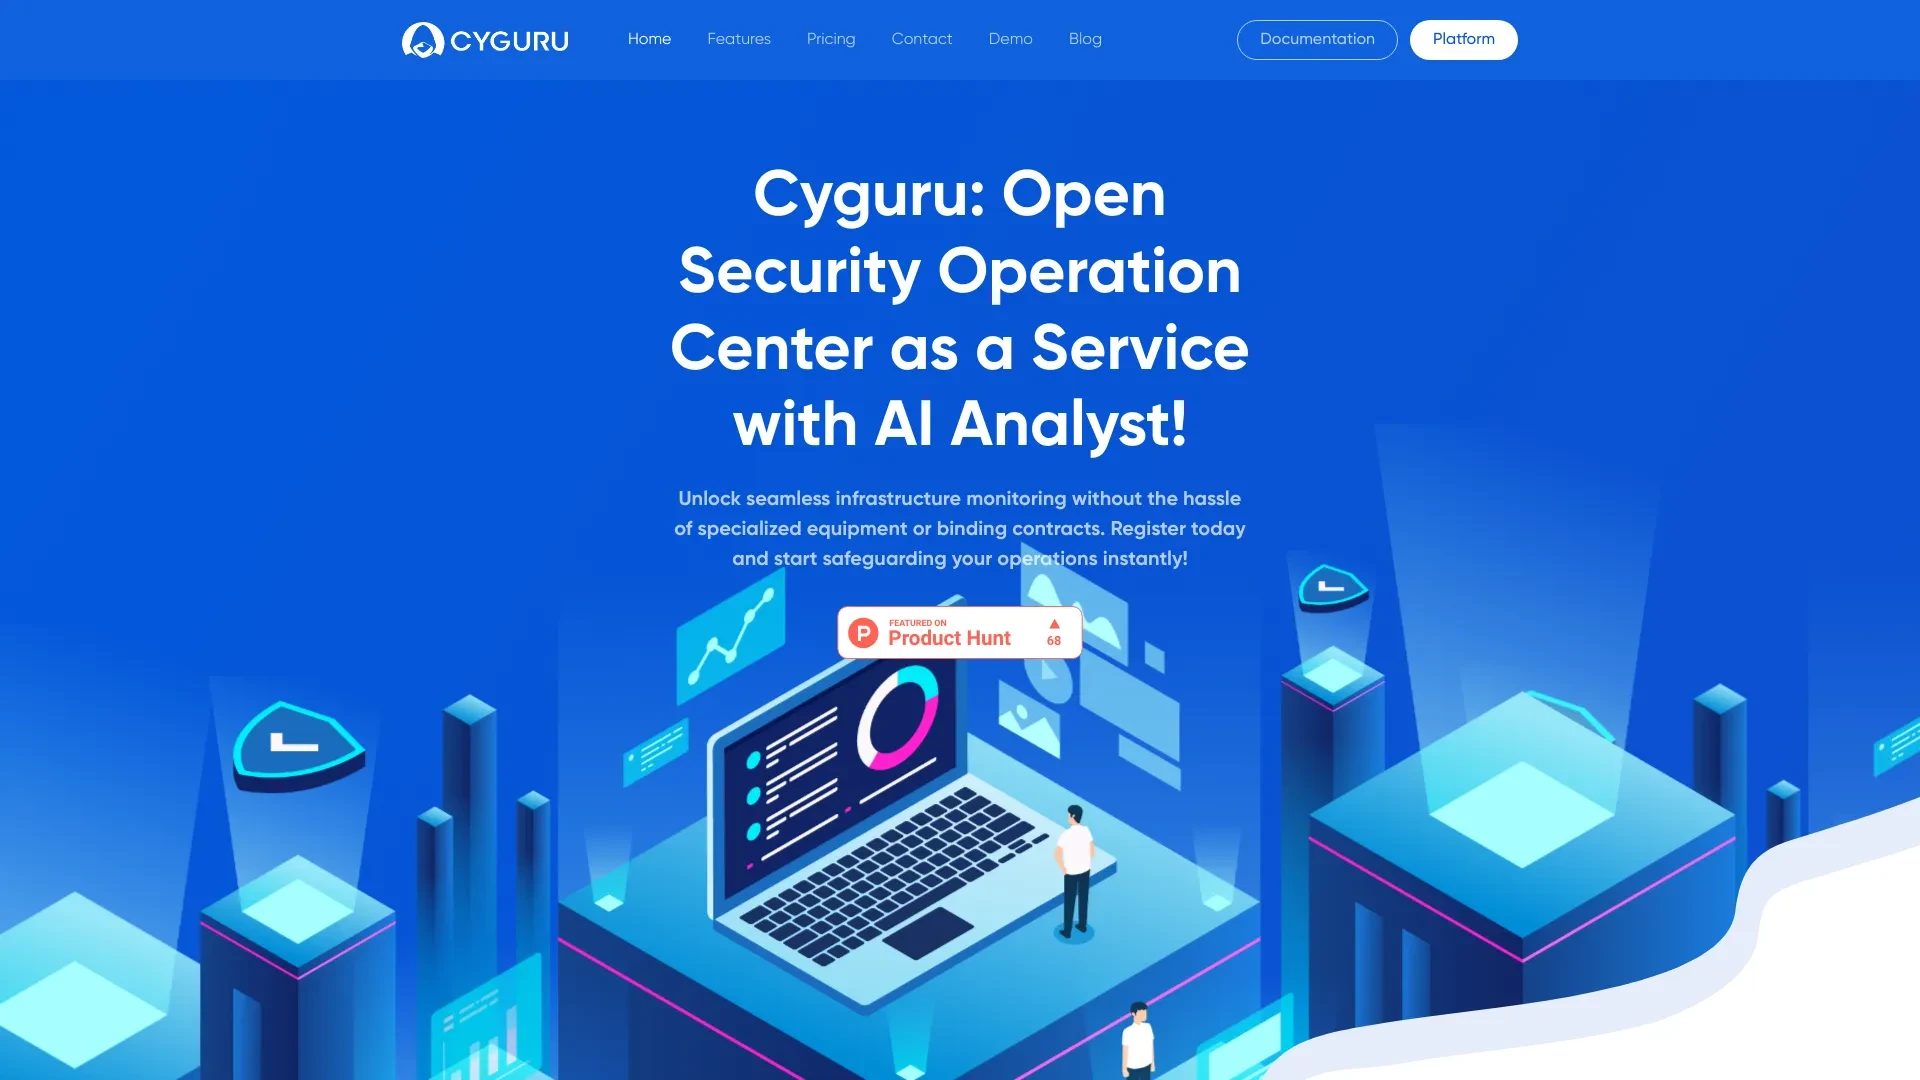 CYGURU
Home
Features
Pricing
Contact
Demo
Blog
Documentation
Platform
Cyguru: Open
Security Operation
Center as a Service
with AI Analyst!
Unlock seamless infrastructure monitoring without the hassle
of specialized equipment or binding contracts. Register today
and start safeguarding your operations instantly!
FEATURED ON
Product Hunt
68